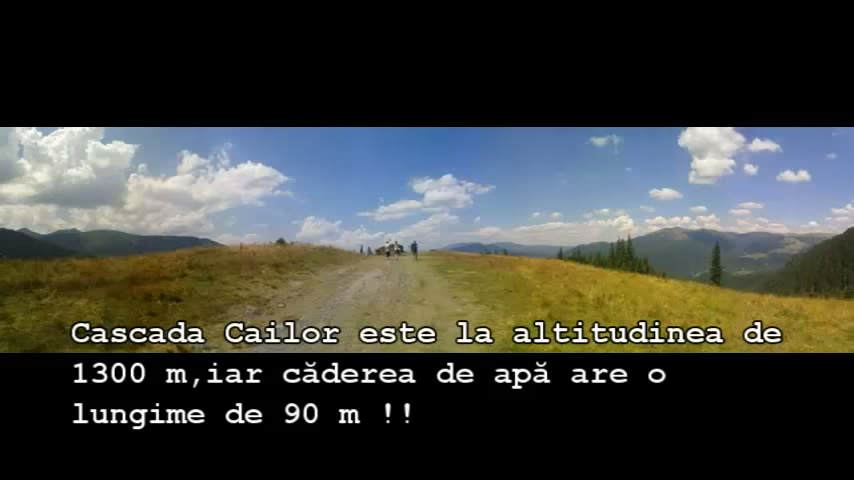 Cascada Cailor este la altitudinea de
1300 m,iar căderea de apă are o
lungime de 90 m !!